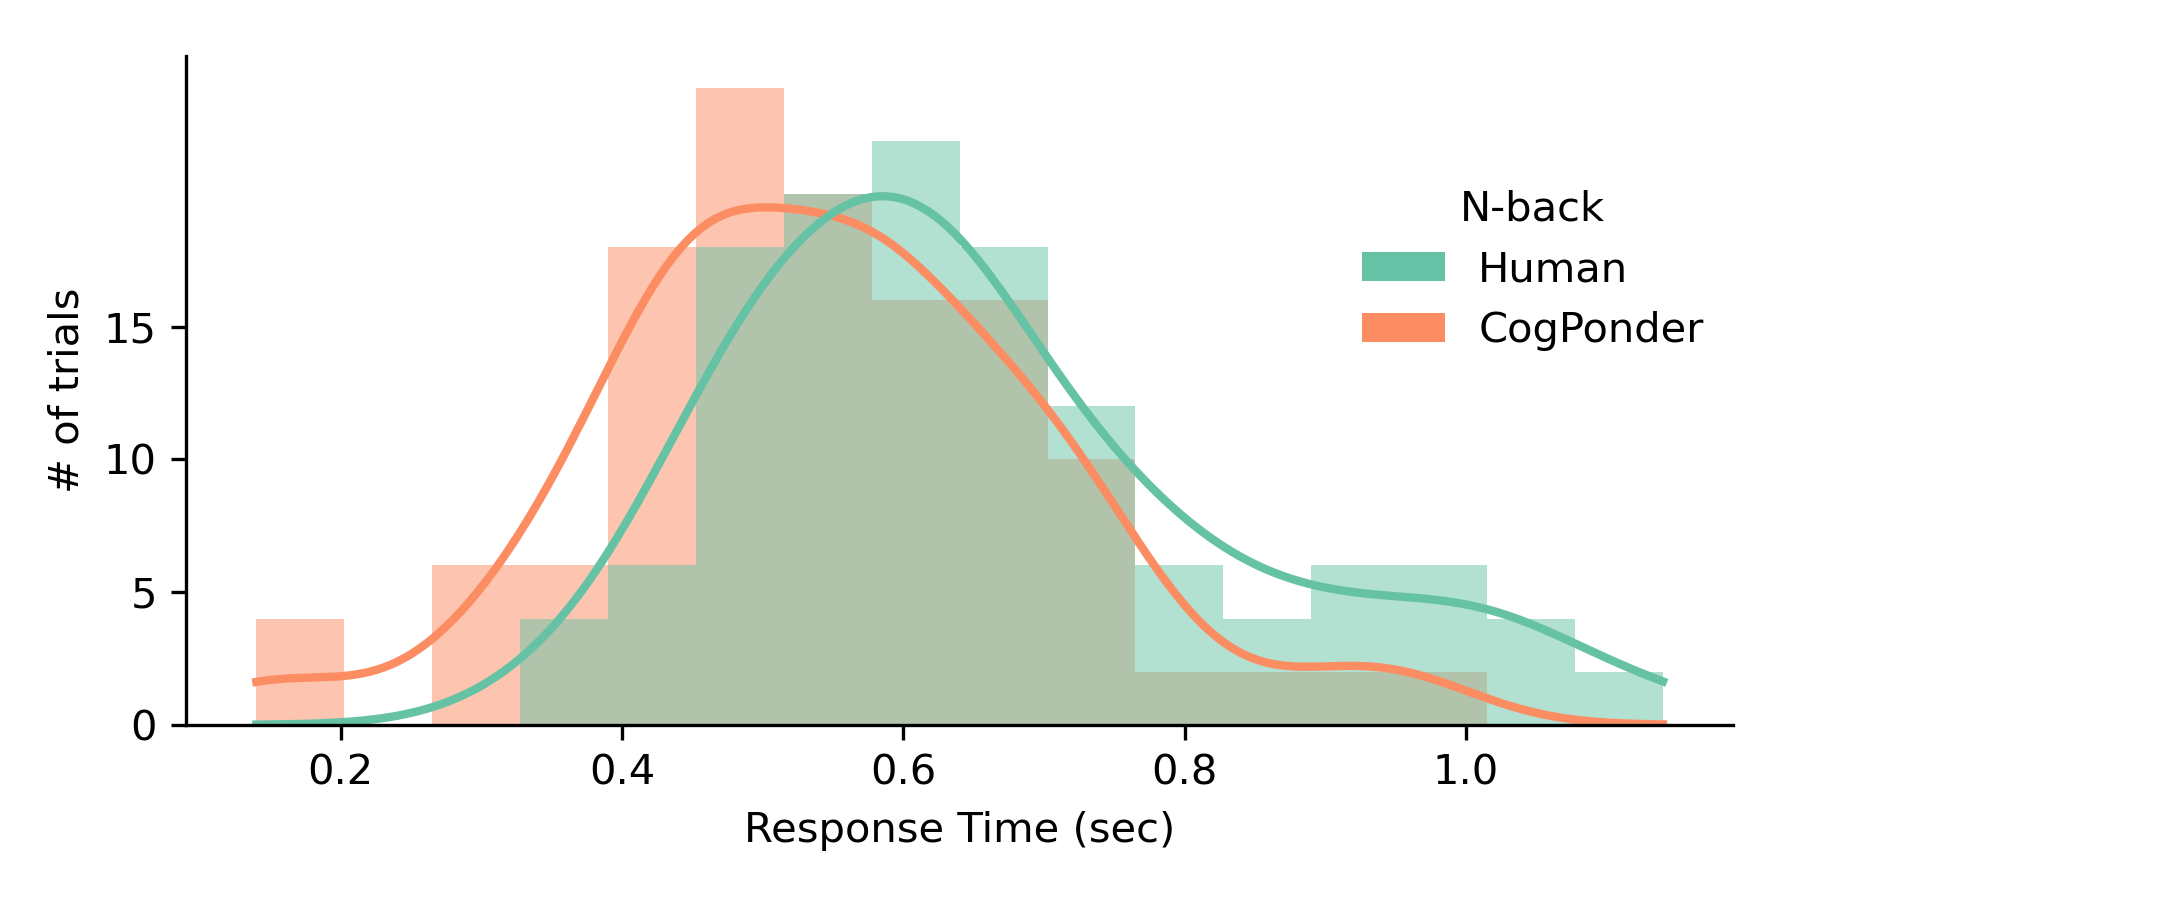 N-back
Human
CogPonder
# of trials
15
10
5
0
0.2 0.4 0.6 0.8 1.0
Response Time (sec)